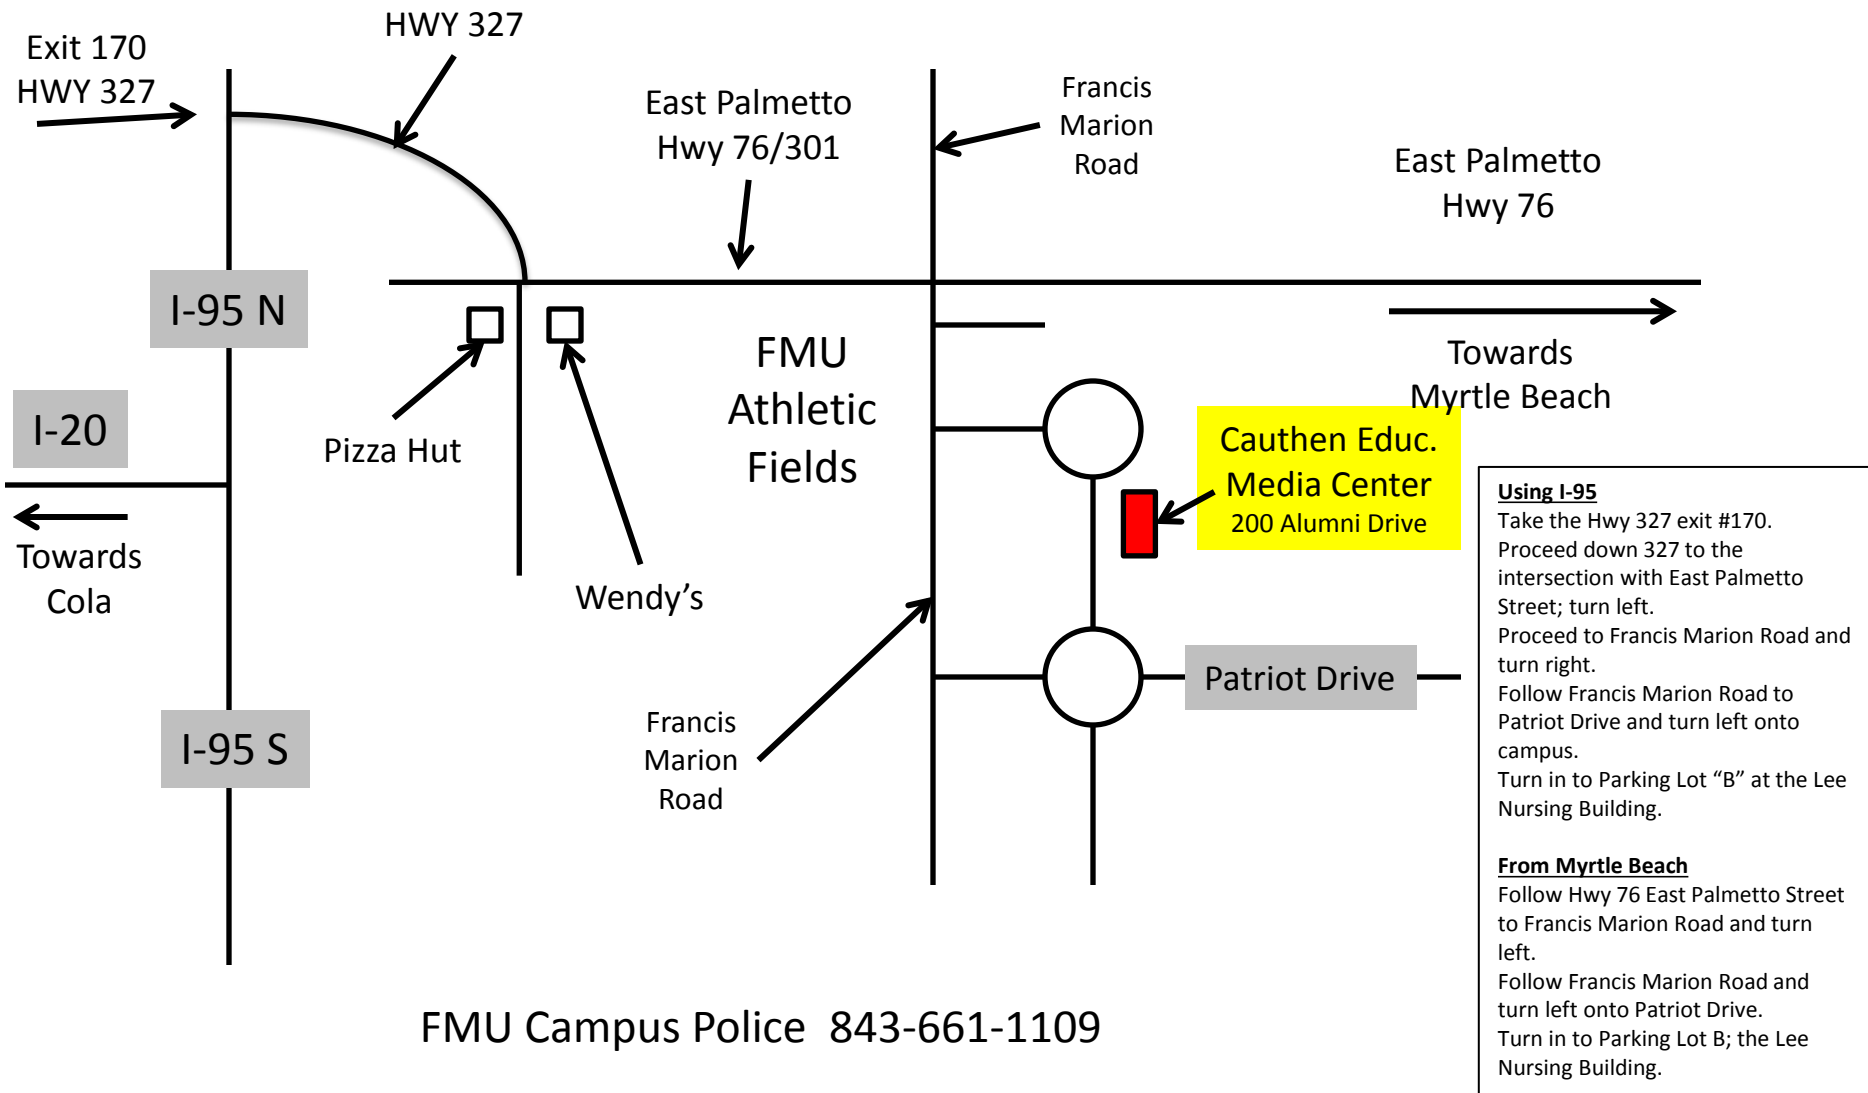 HWY 327
Exit 170
HWY 327
East Palmetto
Hwy 76/301
Francis
Marion
Road
East Palmetto
Hwy 76
I-95 N
FMU
Athletic
Fields
Towards
Myrtle Beach
I-20
Pizza Hut
Cauthen Educ.
Media Center
200 Alumni Drive
Towards
Cola
Wendy’s
Patriot Drive
I-95 S
Francis
Marion
Road
Using I-95
Take the Hwy 327 exit #170.
Proceed down 327 to the
intersection with East Palmetto
Street; turn left.
Proceed to Francis Marion Road and
turn right.
Follow Francis Marion Road to
Patriot Drive and turn left onto
campus.
Turn in to Parking Lot “B” at the Lee
Nursing Building.
From Myrtle Beach
Follow Hwy 76 East Palmetto Street
to Francis Marion Road and turn
left.
Follow Francis Marion Road and
turn left onto Patriot Drive.
Turn in to Parking Lot B; the Lee
Nursing Building.
FMU Campus Police 843-661-1109